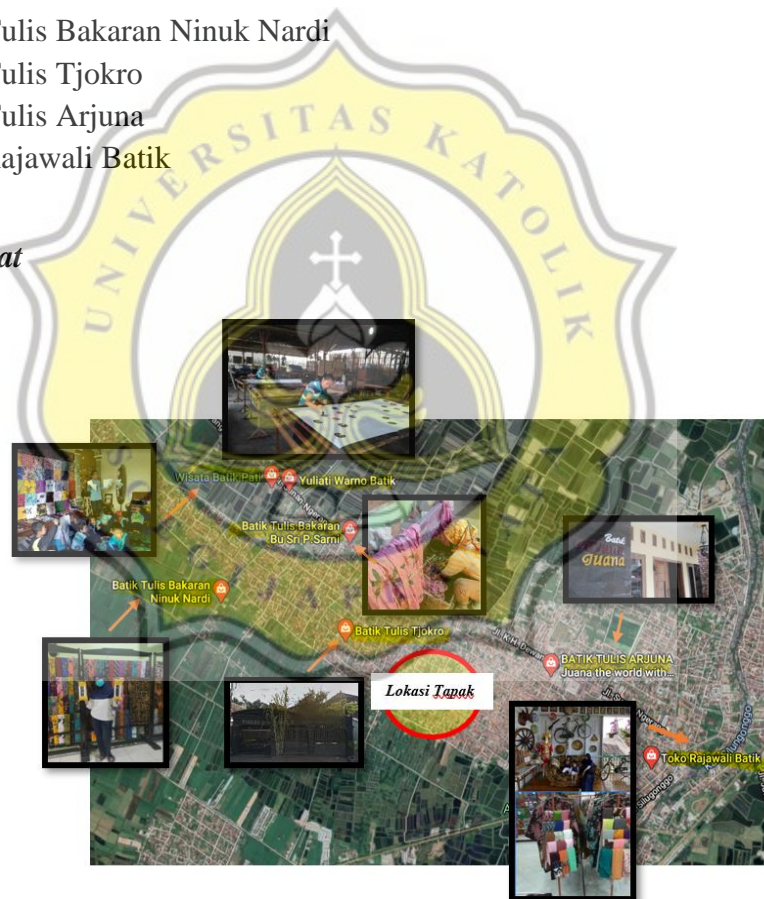 Tulis Bakaran Ninuk Nardi
Tulis Tjokro
Tulis Arjuna
Rajawali Batik
UNIVERSITAS KATOLIK
at
Wisata Batik Pati
Yuliati Warno Batik
Batik Tulis Bakaran
Bu Sri P.Sarni
Batik
Juana
Batik Tulis Bakaran
Ninuk Nardi
Batik Tulis Tjokro
BATIK TULIS ARJUNA
Juana the world with...
Lokasi Tapak
Toko Rajawali Batik